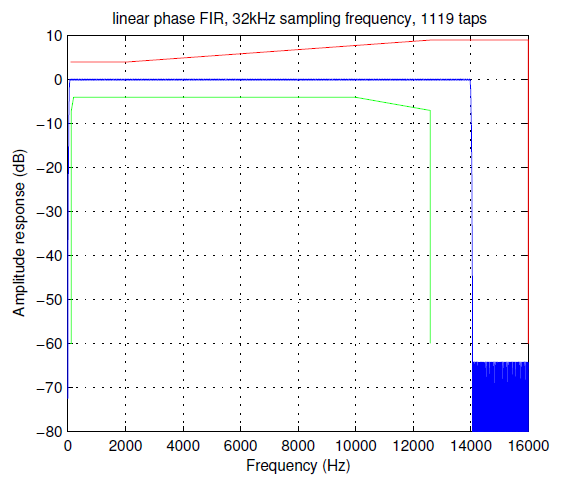 linear phase FIR, 32kHz sampling frequency, 1119 taps
10
0
−10
−20
−30
−40
−50
−60
−70
−80
Amplitude response (dB)
0 2000 4000 6000 8000 10000 12000 14000 16000
Frequency (Hz)